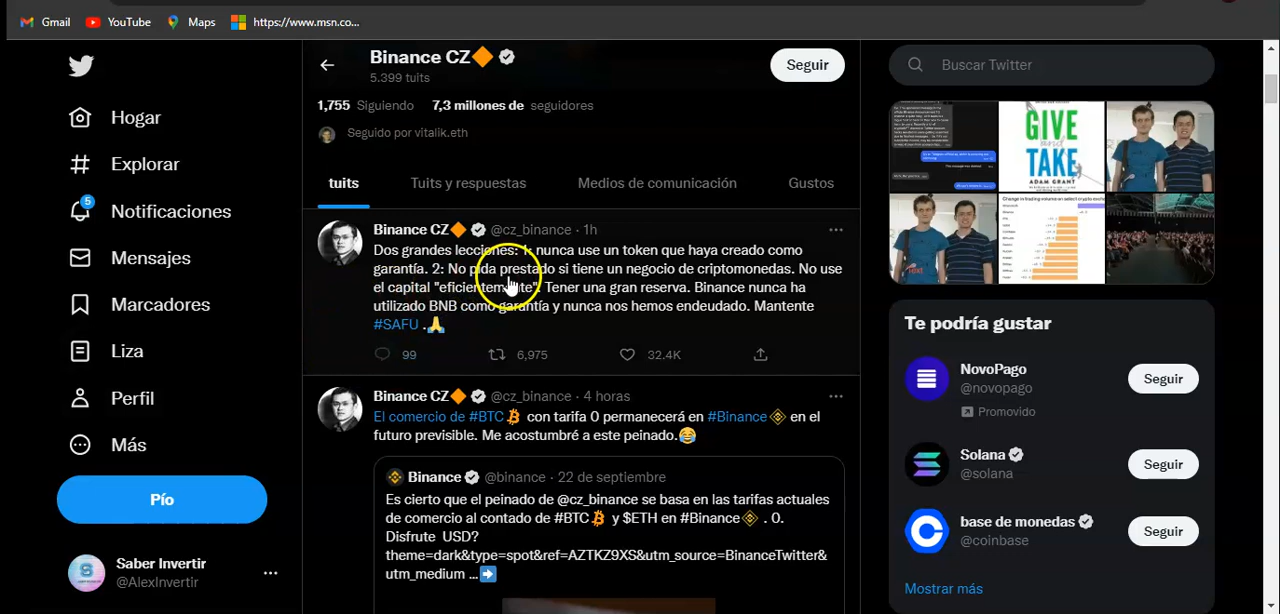 Gmail
YouTube
Maps
https://www.msn.co...
Hogar
Explorar
5
Notificaciones
Mensajes
Marcadores
Liza
Perfil
Más
Pío
Saber Invertir
@AlexInvertir
Binance CZ
5.399 tuits
Seguir
1,755 Siguiendo 7,3 millones de seguidores
Seguido por vitalik.eth
tuits
Tuits y respuestas
Medios de comunicación
Gustos
Binance CZ @cz_binance · 1h
Dos grandes lecciones: 1: nunca use un token que haya creado como
garantía. 2: No pida prestado si tiene un negocio de criptomonedas. No use
el capital "eficientemente". Tener una gran reserva. Binance nunca ha
utilizado BNB como garantía y nunca nos hemos endeudado. Mantente
#SAFU .🙏
99
6,975
32.4K
Binance CZ @cz_binance · 4 horas
El comercio de #BTC con tarifa 0 permanecerá en #Binance en el
futuro previsible. Me acostumbré a este peinado.😂
Binance @binance · 22 de septiembre
Es cierto que el peinado de @cz_binance se basa en las tarifas actuales
de comercio al contado de #BTC y $ETH en #Binance . 0.
Disfrute USD?
theme=dark&type=spot&ref=AZTKZ9XS&utm_source=BinanceTwitter&
utm_medium ...➡
Buscar Twitter
GIVE
and
TAKE
ADAM GRANT
Te podría gustar
NovoPago
@novopago
Promovido
Seguir
Solana
@solana
Seguir
base de monedas
@coinbase
Seguir
Mostrar más